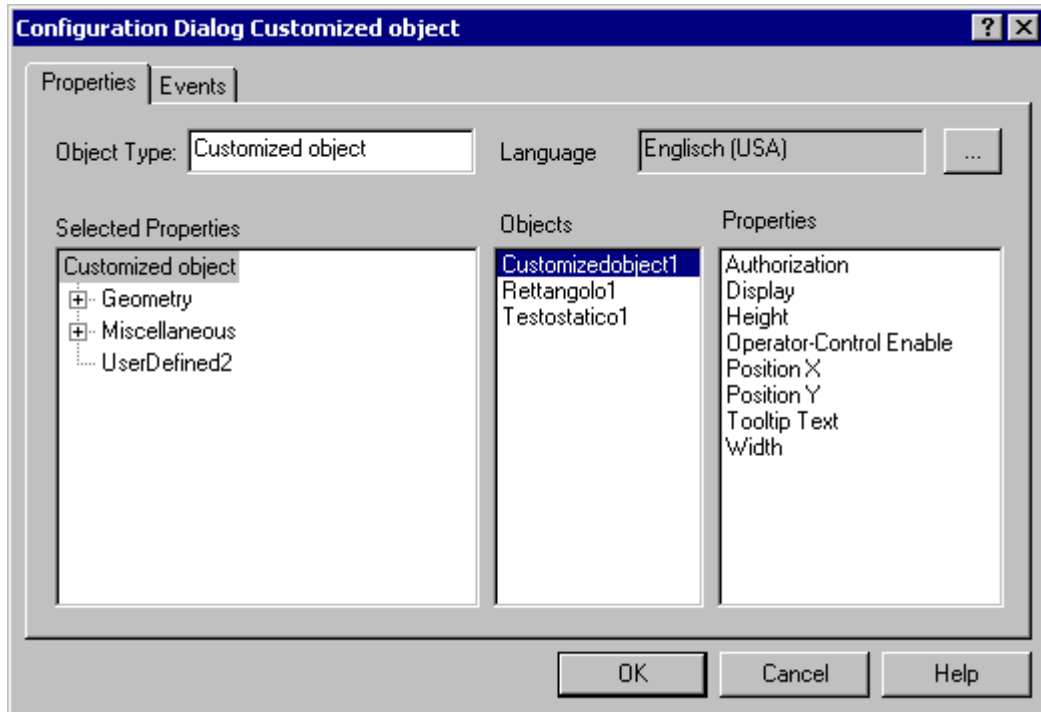 Configuration Dialog Customized object
Properties
Events
Object Type:
Customized object
Language
Englisch (USA)
...
Selected Properties
Customized object
Geometry
Miscellaneous
UserDefined2
Objects
Customizedobject1
Rettangolo1
Testostatico1
Properties
Authorization
Display
Height
Operator-Control Enable
Position X
Position Y
Tooltip Text
Width
OK
Cancel
Help